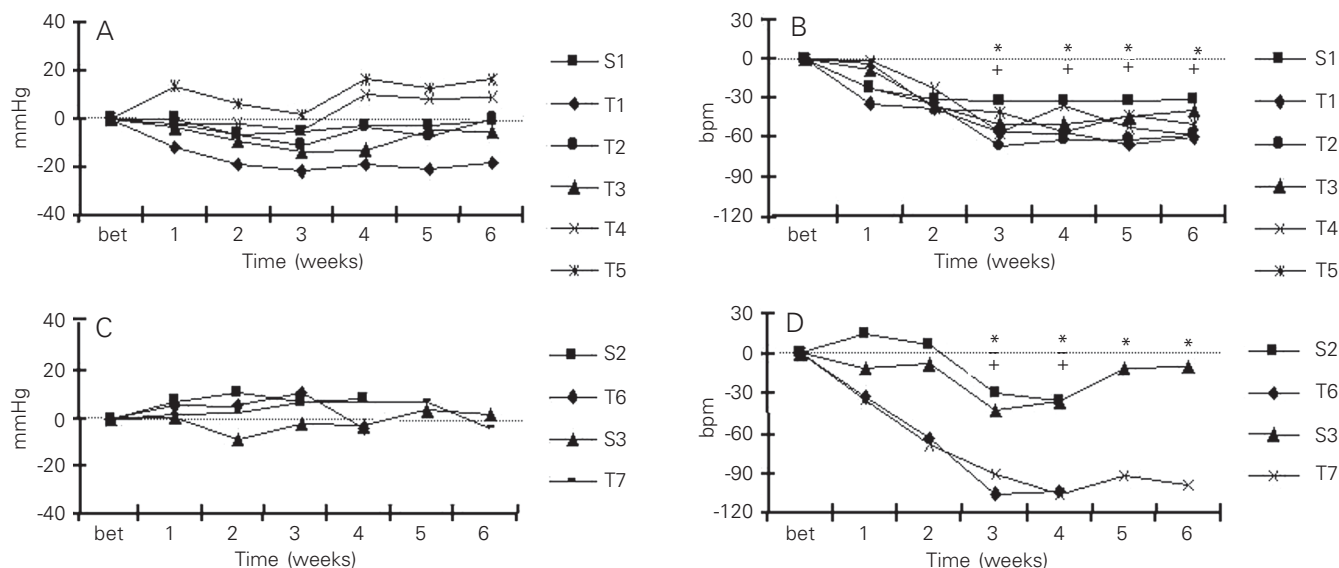 A
mmHg
40
20
0
-20
-40
bet 1 2 3 4 5 6
Time (weeks)
S1
T1
T2
T3
T4
T5
B
bpm
30
0
-30
-60
-90
-120
* * * *
+ + + +
bet 1 2 3 4 5 6
Time (weeks)
S1
T1
T2
T3
T4
T5
C
mmHg
40
20
0
-20
-40
bet 1 2 3 4 5 6
Time (weeks)
S2
T6
S3
T7
D
bpm
30
0
-30
-60
-90
-120
* * * *
+ +
bet 1 2 3 4 5 6
Time (weeks)
S2
T6
S3
T7